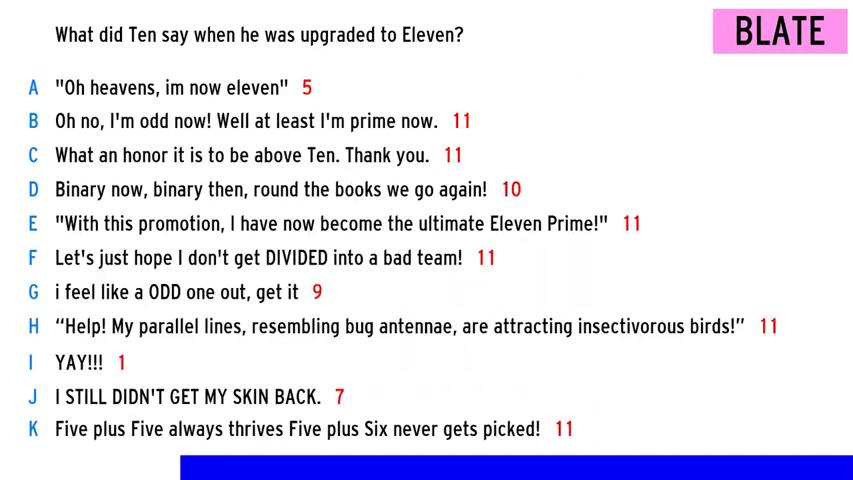 What did Ten say when he was upgraded to Eleven?
BLATE
A "Oh heavens, im now eleven" 5
B Oh no, I'm odd now! Well at least I'm prime now. 11
C What an honor it is to be above Ten. Thank you. 11
D Binary now, binary then, round the books we go again! 10
E "With this promotion, I have now become the ultimate Eleven Prime!" 11
F Let's just hope I don't get DIVIDED into a bad team! 11
G i feel like a ODD one out, get it 9
H “Help! My parallel lines, resembling bug antennae, are attracting insectivorous birds!” 11
I YAY!!! 1
J I STILL DIDN'T GET MY SKIN BACK. 7
K Five plus Five always thrives Five plus Six never gets picked! 11